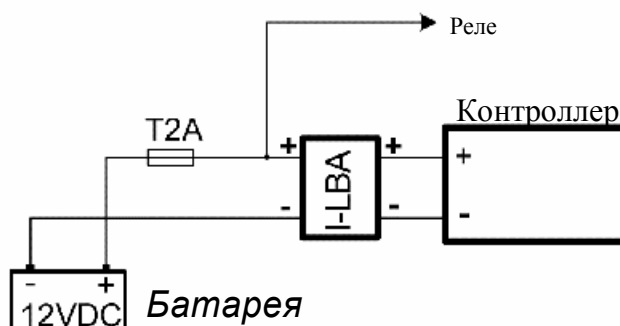 Реле
Контроллер
T2A
+ +
+
I-LBA
- -
-
- +
12VDC
Батарея